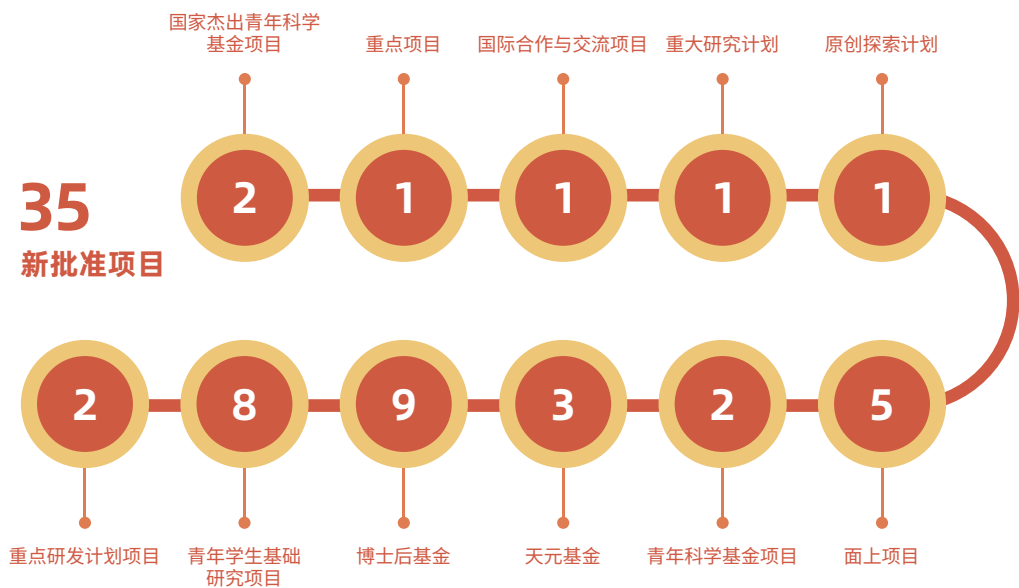 国家杰出青年科学
基金项目
重点项目
国际合作与交流项目
重大研究计划
原创探索计划
2
1
1
1
1
35
新批准项目
2
8
9
3
2
5
重点研发计划项目
青年学生基础
研究项目
博士后基金
天元基金
青年科学基金项目
面上项目